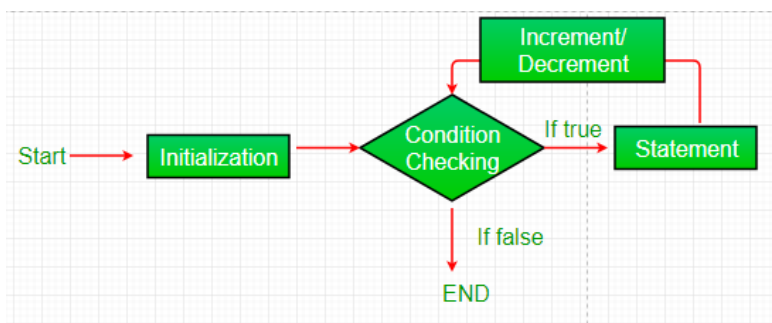 Increment/
Decrement
Start
Initialization
Condition
Checking
If true
Statement
If false
END